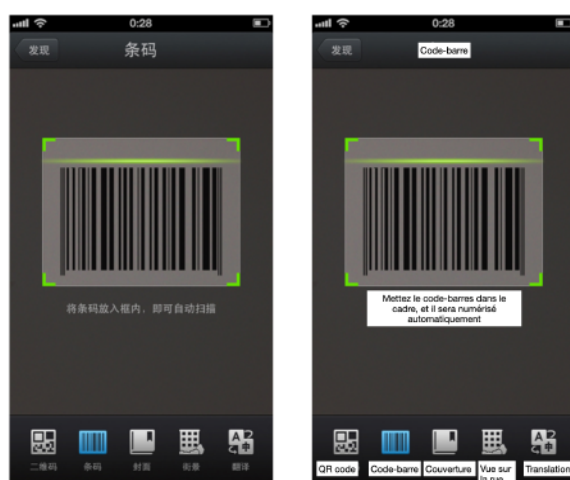 0:28
发现
条码
将条码放入框内，即可自动扫描
二维码
条码
封面
街景
翻译
0:28
发现
Code-barre
Mettez le code-barres dans le
cadre, et il sera numérisé
automatiquement
QR code
Code-barre
Couverture
Vue sur
la rue
Translation